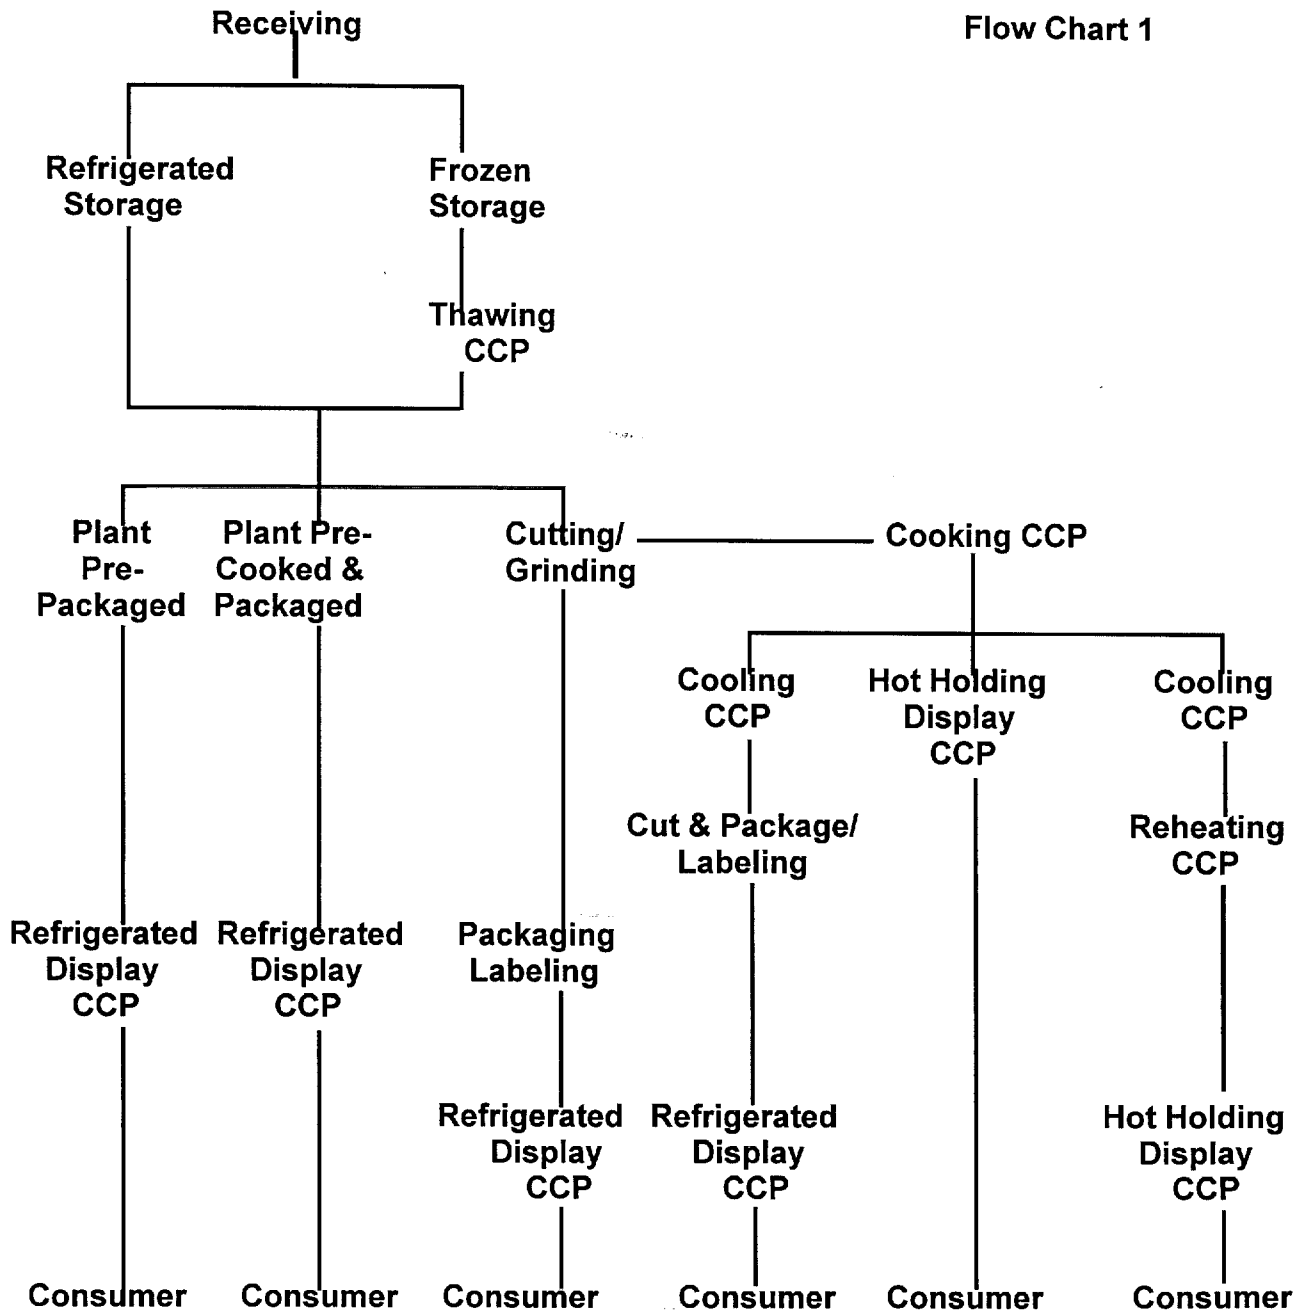 Receiving
Flow Chart 1
Refrigerated
Storage
Frozen
Storage
Thawing
CCP
Plant
Pre-
Packaged
Plant Pre-
Cooked &
Packaged
Cutting/
Grinding
Cooking CCP
Cooling
CCP
Hot Holding
Display
CCP
Cooling
CCP
Cut & Package/
Labeling
Reheating
CCP
Refrigerated
Display
CCP
Refrigerated
Display
CCP
Packaging
Labeling
Refrigerated
Display
CCP
Refrigerated
Display
CCP
Hot Holding
Display
CCP
Consumer
Consumer
Consumer
Consumer
Consumer
Consumer